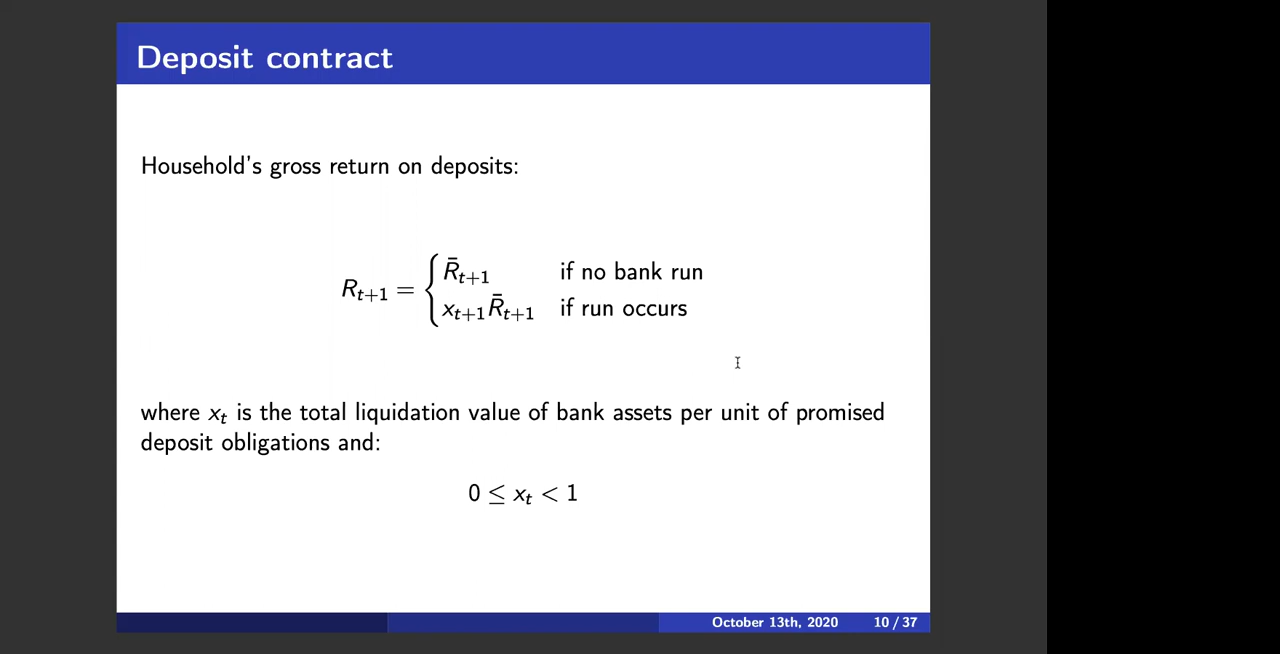 Deposit contract
Household's gross return on deposits:
R_{t+1} = { R̄_{t+1} if no bank run
x_{t+1}R̄_{t+1} if run occurs
where x_t is the total liquidation value of bank assets per unit of promised
deposit obligations and:
0 ≤ x_t < 1
October 13th, 2020 10 / 37